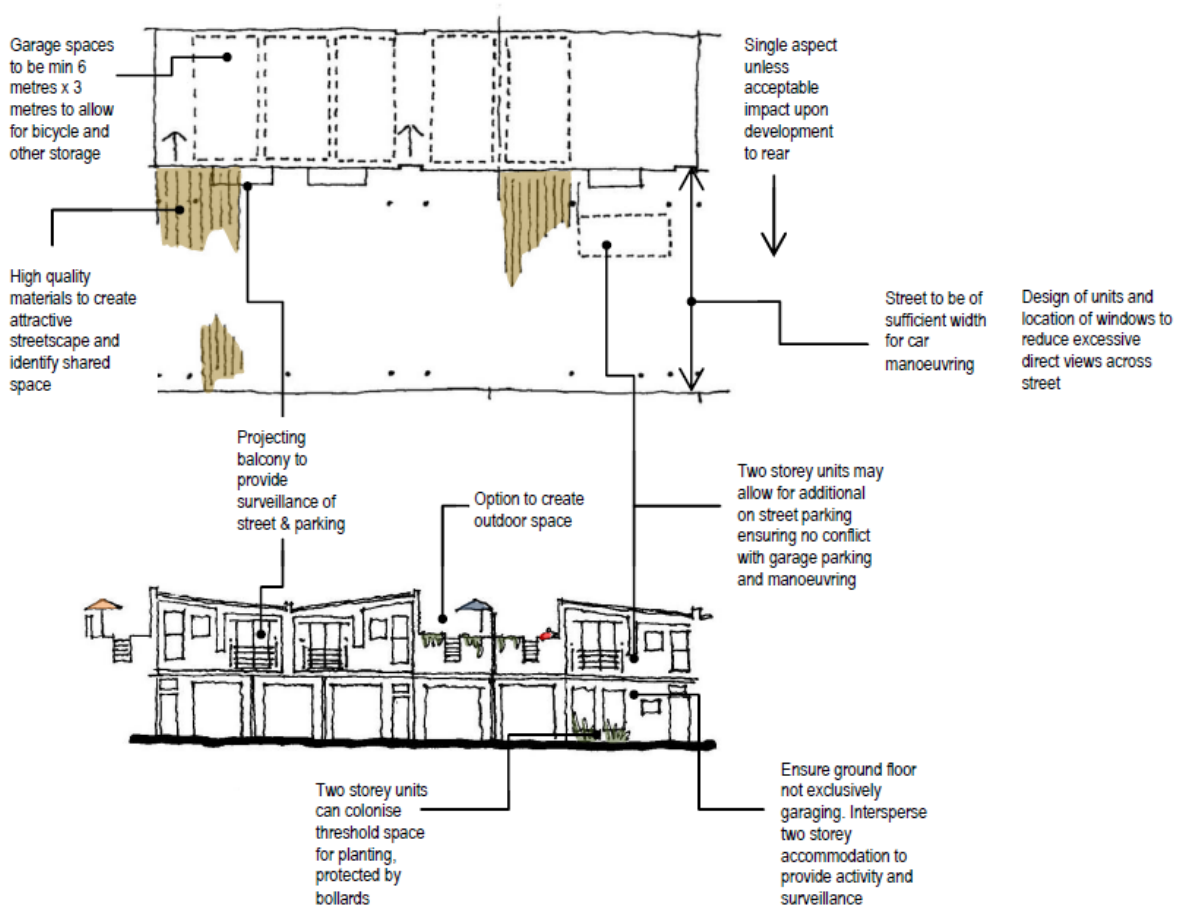 Garage spaces
to be min 6
metres x 3
metres to allow
for bicycle and
other storage
Single aspect
unless
acceptable
impact upon
development
to rear
High quality
materials to create
attractive
streetscape and
identify shared
space
Street to be of
sufficient width
for car
manoeuvring
Design of units and
location of windows to
reduce excessive
direct views across
street
Projecting
balcony to
provide
surveillance of
street & parking
Option to create
outdoor space
Two storey units may
allow for additional
on street parking
ensuring no conflict
with garage parking
and manoeuvring
Two storey units
can colonise
threshold space
for planting,
protected by
bollards
Ensure ground floor
not exclusively
garaging. Intersperse
two storey
accommodation to
provide activity and
surveillance